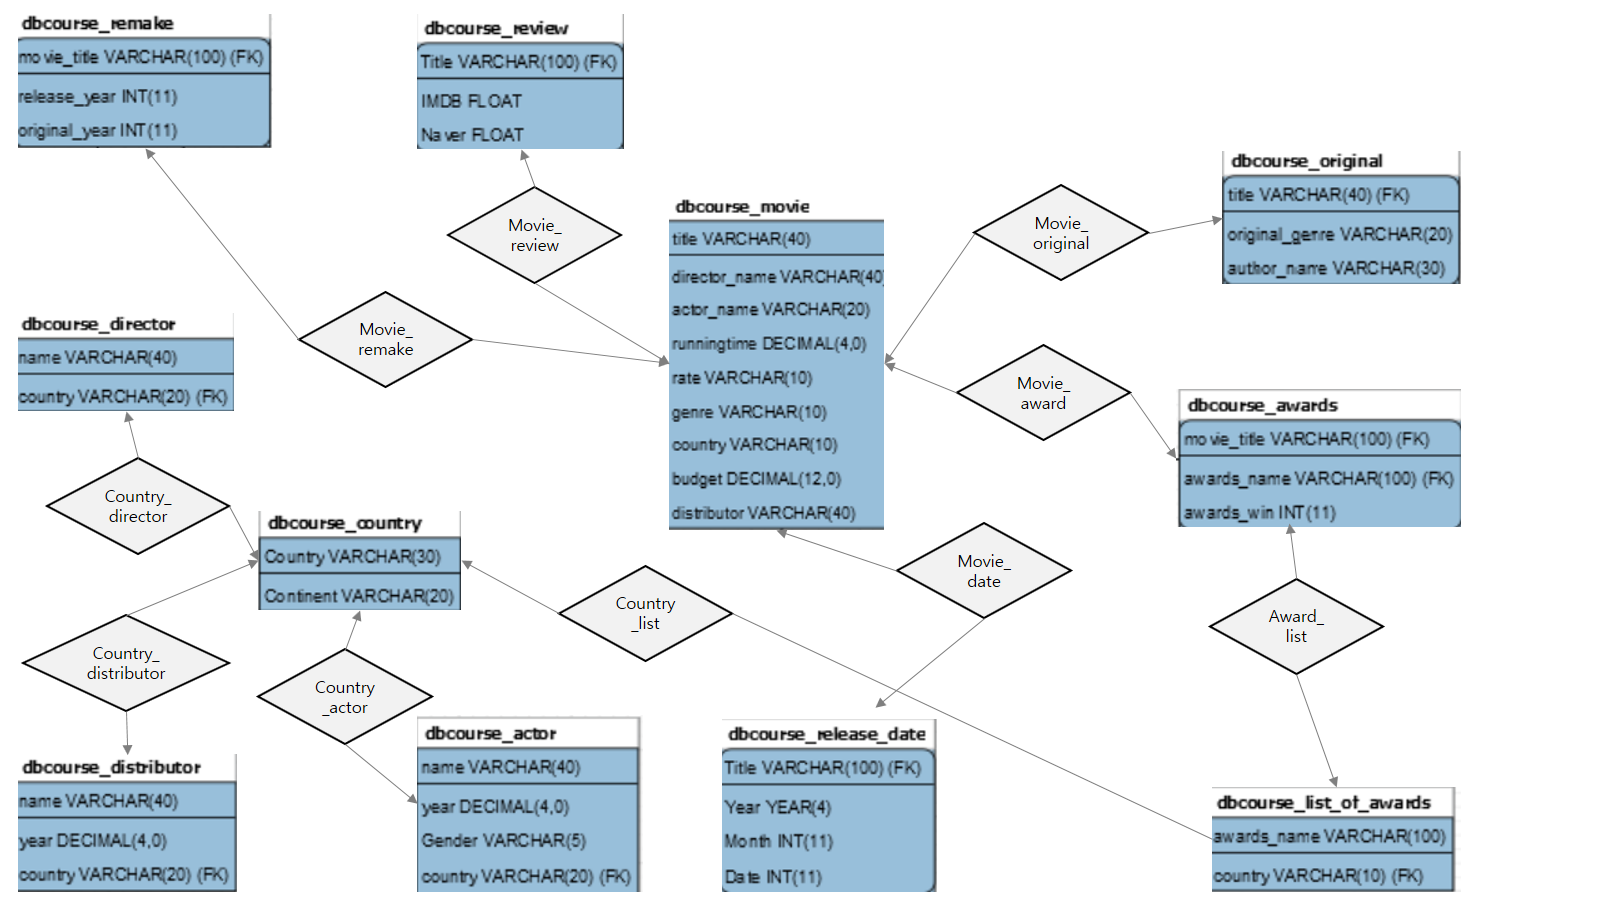 dbcourse_remake
movie_title VARCHAR(100) (FK)
release_year INT(11)
original_year INT(11)
dbcourse_review
Title VARCHAR(100) (FK)
IMDB FLOAT
Naver FLOAT
dbcourse_original
title VARCHAR(40) (FK)
original_genre VARCHAR(20)
author_name VARCHAR(30)
Movie_
review
dbcourse_movie
title VARCHAR(40)
director_name VARCHAR(40)
actor_name VARCHAR(20)
runningtime DECIMAL(4,0)
rate VARCHAR(10)
genre VARCHAR(10)
country VARCHAR(10)
budget DECIMAL(12,0)
distributor VARCHAR(40)
Movie_
original
dbcourse_director
name VARCHAR(40)
country VARCHAR(20) (FK)
Movie_
remake
Movie_
award
dbcourse_awards
movie_title VARCHAR(100) (FK)
awards_name VARCHAR(100) (FK)
awards_win INT(11)
Country_
director
dbcourse_country
Country VARCHAR(30)
Continent VARCHAR(20)
Movie_
date
Country
_list
Award_
list
Country_
distributor
Country
_actor
dbcourse_distributor
name VARCHAR(40)
year DECIMAL(4,0)
country VARCHAR(20) (FK)
dbcourse_actor
name VARCHAR(40)
year DECIMAL(4,0)
Gender VARCHAR(5)
country VARCHAR(20) (FK)
dbcourse_release_date
Title VARCHAR(100) (FK)
Year YEAR(4)
Month INT(11)
Date INT(11)
dbcourse_list_of_awards
awards_name VARCHAR(100)
country VARCHAR(10) (FK)